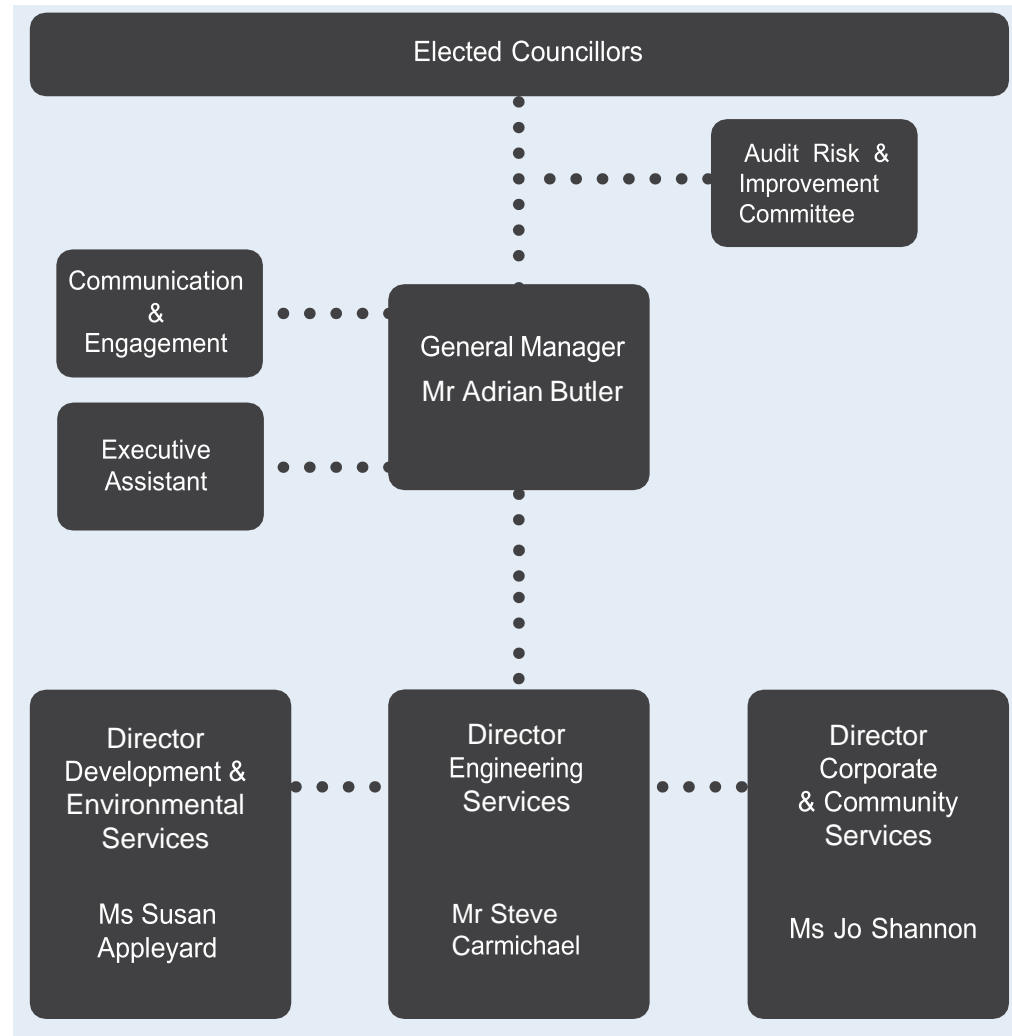 Elected Councillors
Audit Risk &
Improvement
Committee
Communication
&
Engagement
General Manager
Mr Adrian Butler
Executive
Assistant
Director
Development &
Environmental
Services
Ms Susan
Appleyard
Director
Engineering
Services
Mr Steve
Carmichael
Director
Corporate
& Community
Services
Ms Jo Shannon